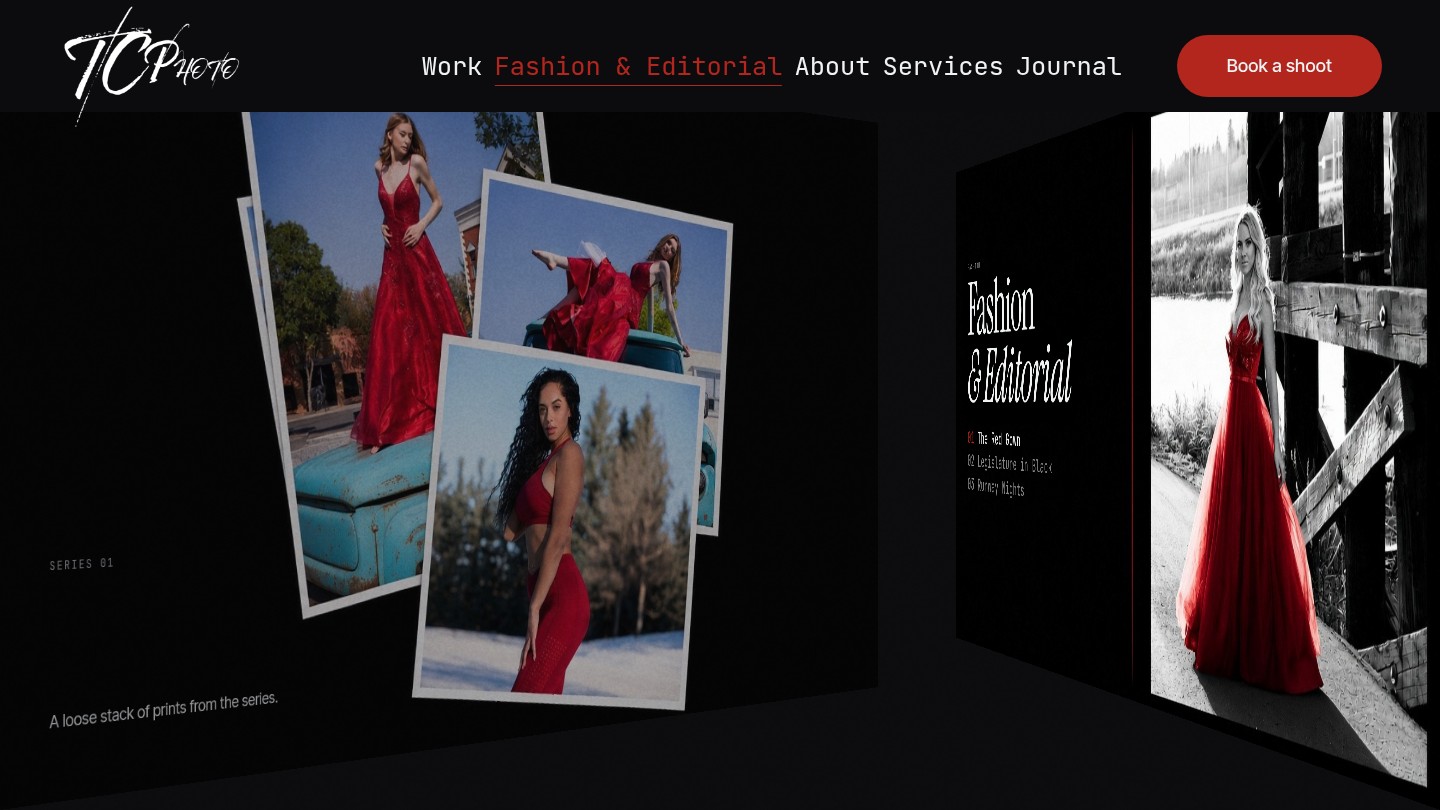 TCPHOTO
Work Fashion & Editorial About Services Journal
Book a shoot
SERIES 01
A loose stack of prints from the series.
Fashion
& Editorial
01 The Red Gown
02 Legislature in Black
03 Runway Nights